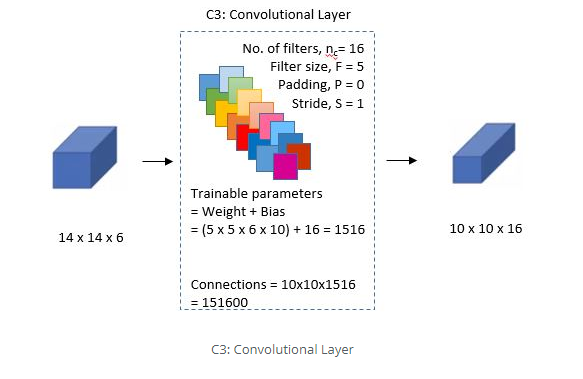 C3: Convolutional Layer
No. of filters, nc= 16
Filter size, F = 5
Padding, P = 0
Stride, S = 1
14 x 14 x 6
Trainable parameters
= Weight + Bias
= (5 x 5 x 6 x 10) + 16 = 1516
Connections = 10x10x1516
= 151600
10 x 10 x 16
C3: Convolutional Layer